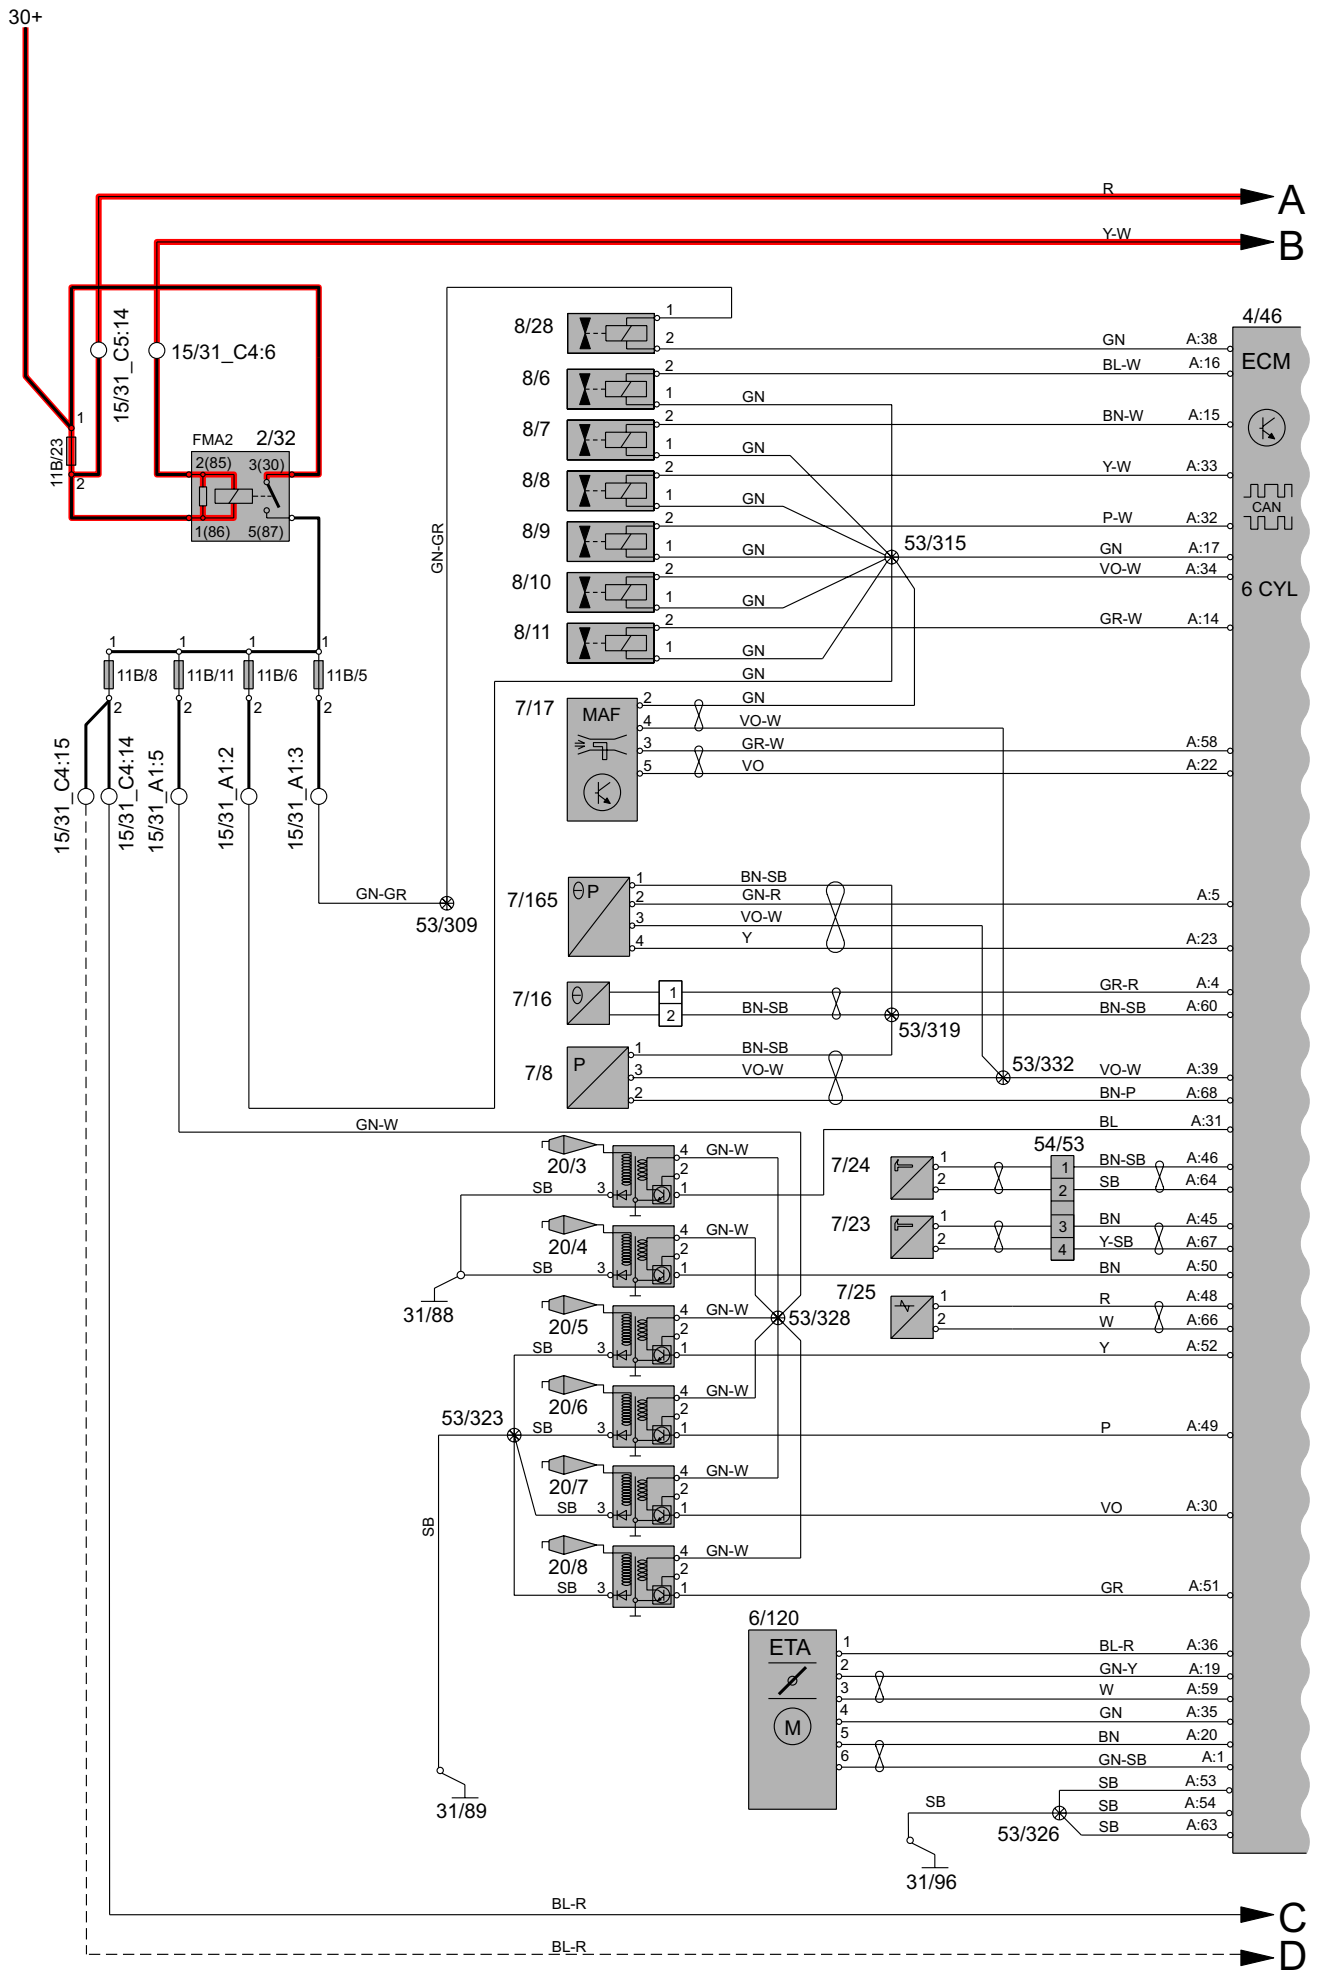 30+
R
A
Y-W
B
15/31_C5:14
15/31_C4:6
1
11B/23
2
FMA2 2/32
2(85) 3(30)
1(86) 5(87)
GN-GR
8/28
1
2 GN A:38
8/6
2 BL-W A:16
1 GN
8/7
2 BN-W A:15
1 GN
8/8
2 Y-W A:33
1 GN
8/9
2 P-W A:32
1 GN
53/315
GN A:17
8/10
2 VO-W A:34
1 GN
8/11
2 GR-W A:14
1 GN
GN
4/46
ECM
CAN
6 CYL
1 1 1 1
11B/8 11B/11 11B/6 11B/5
2 2 2 2
15/31_C4:15
15/31_C4:14
15/31_A1:5
15/31_A1:2
15/31_A1:3
GN-GR
53/309
7/17
MAF
2 GN
4 VO-W
3 GR-W A:58
5 VO A:22
7/165
θ P
1 BN-SB
2 GN-R A:5
3 VO-W
4 Y A:23
7/16
θ
1 GR-R A:4
2 BN-SB BN-SB A:60
53/319
7/8
P
1 BN-SB
3 VO-W VO-W A:39
53/332
2 BN-P A:68
BL A:31
GN-W
20/3
4 GN-W
2
SB 3 1
7/24
1
2
54/53
1 BN-SB A:46
2 SB A:64
7/23
1
2
3 BN A:45
4 Y-SB A:67
20/4
4 GN-W
2
SB 3 1 BN A:50
31/88
7/25
1 R A:48
2 W A:66
20/5
4 GN-W
53/328
2
SB 3 1 Y A:52
20/6
4 GN-W
2
53/323
SB 3 1 P A:49
20/7
4 GN-W
2
SB 3 1 VO A:30
SB
20/8
4 GN-W
2
SB 3 1 GR A:51
6/120
ETA
M
1 BL-R A:36
2 GN-Y A:19
3 W A:59
4 GN A:35
5 BN A:20
6 GN-SB A:1
31/89
SB A:53
SB SB A:54
53/326
SB A:63
31/96
BL-R
C
BL-R
D